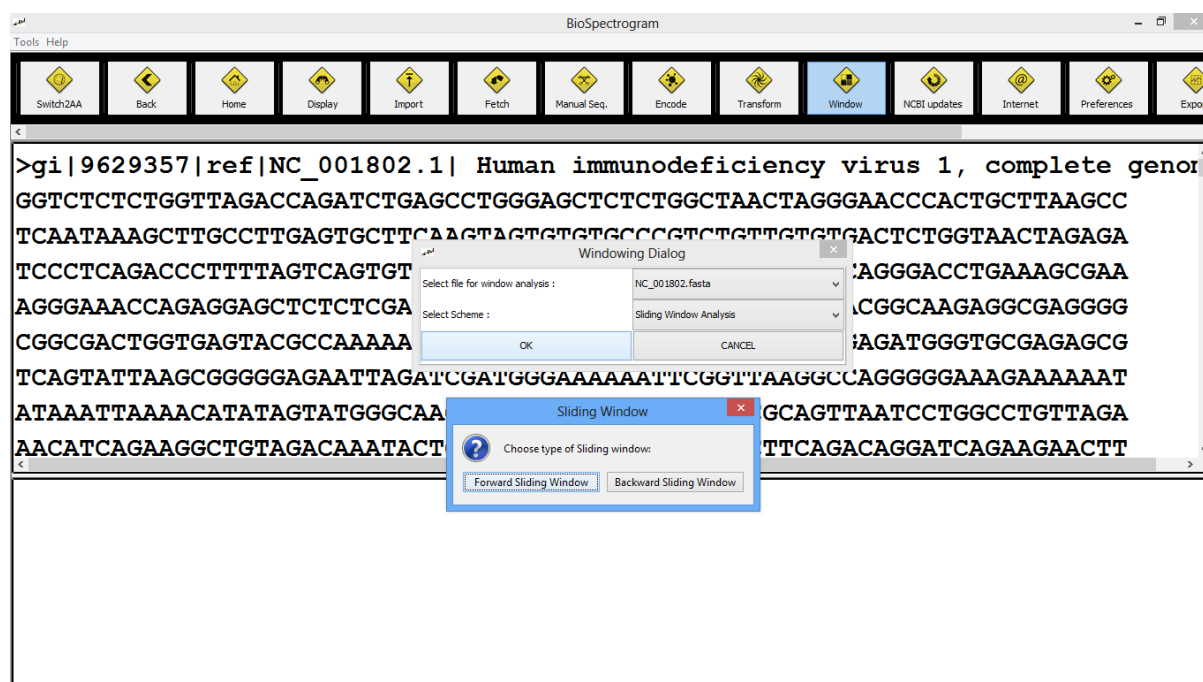 BioSpectrogram
Tools Help
Switch2AA Back Home Display Import Fetch Manual Seq. Encode Transform Window NCBI updates Internet Preferences
>gi|9629357|ref|NC_001802.1| Human immunodeficiency virus 1, complete
GGTCTCTCTGGTTAGACCAGATCTGAGCCTGGGAGCTCTCTGGCTAACTAGGGAACCCACTGCTTAAGCC
TCAATAAAGCTTGCCTTGAGTGCTTCAAGTAGTGTGTGCCCGTCTGTTGTGTGACTCTGGTAACTAGAGA
TCCCTCAGACCCTTTTAGTCAGTGT CAGGGACCTGAAAGCGAA
AGGGAAACCAGAGGAGCTCTCTCGA ACGGCAAGAGGCGAGGGG
CGGCGACTGGTGAGTACGCCAAAAA GAGATGGGTGCGAGAGCG
TCAGTATTAAGCGGGGGAGAATTAGATCGATGGGAAAAAATTCGGTTAAGGCCAGGGGGAAAGAAAAAAT
ATAAATTAAAACATATAGTATGGGCAA GCAGTTAATCCTGGCCTGTTAGA
AACATCAGAAGGCTGTAGACAAATACT TTCAGACAGGATCAGAAGAACTT
Windowing Dialog
Select file for window analysis : NC_001802.fasta
Select Scheme : Sliding Window Analysis
OK CANCEL
Sliding Window
Choose type of Sliding window:
Forward Sliding Window Backward Sliding Window